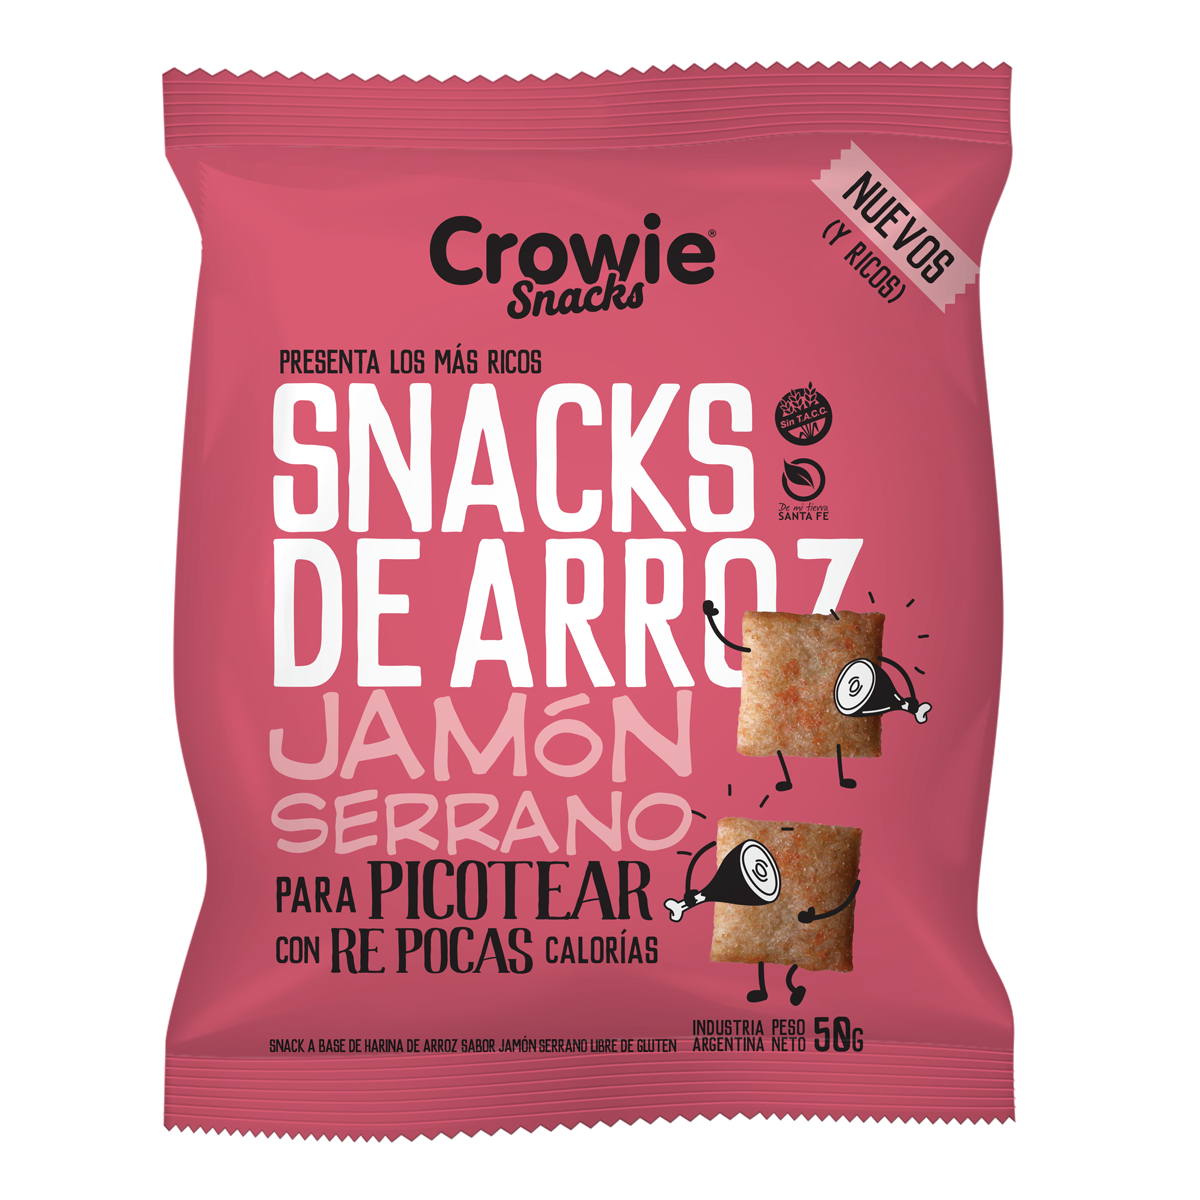 NUEVOS
(Y RICOS)
Crowie®
Snacks
PRESENTA LOS MÁS RICOS
SNACKS
DE ARROZ
Sin T.A.C.C.
De mi tierra
SANTA FE
JAMÓN
SERRANO
PARA PICOTEAR
CON RE POCAS CALORÍAS
SNACK A BASE DE HARINA DE ARROZ SABOR JAMÓN SERRANO LIBRE DE GLUTEN
INDUSTRIA ARGENTINA
PESO NETO 50G